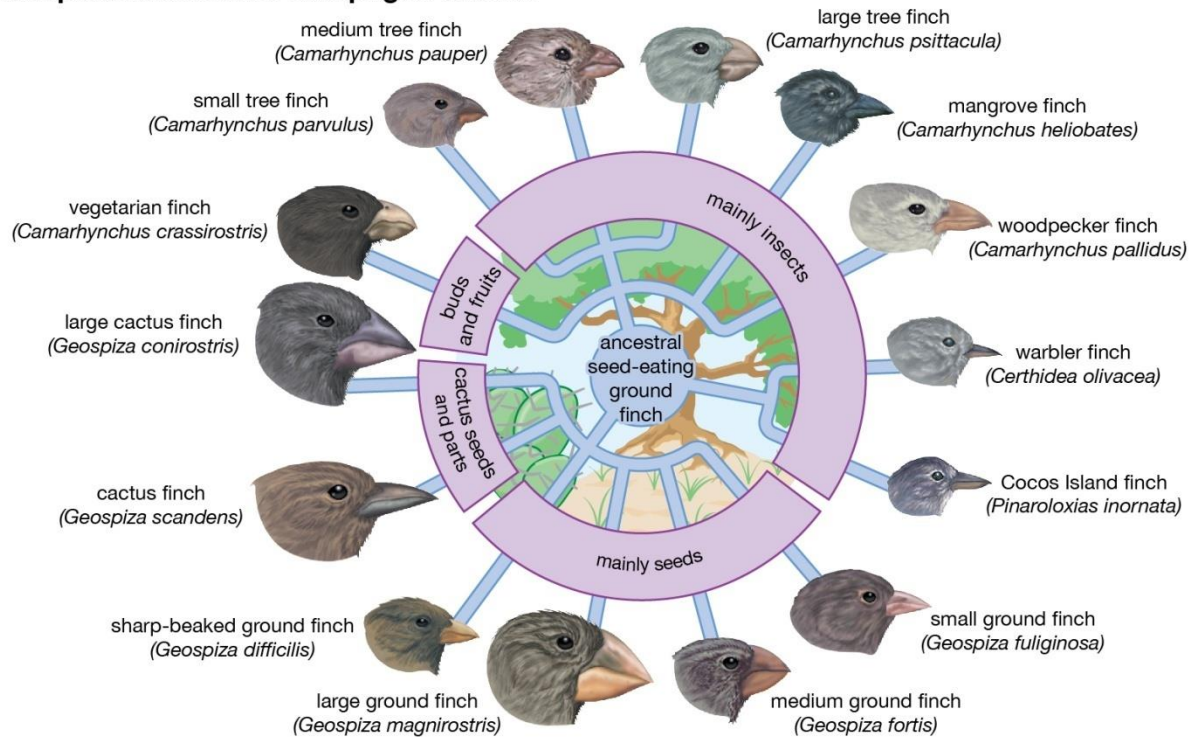 medium tree finch
(Camarhynchus pauper)
large tree finch
(Camarhynchus psittacula)
small tree finch
(Camarhynchus parvulus)
mangrove finch
(Camarhynchus heliobates)
vegetarian finch
(Camarhynchus crassirostris)
woodpecker finch
(Camarhynchus pallidus)
large cactus finch
(Geospiza conirostris)
warbler finch
(Certhidea olivacea)
cactus finch
(Geospiza scandens)
Cocos Island finch
(Pinaroloxias inornata)
sharp-beaked ground finch
(Geospiza difficilis)
small ground finch
(Geospiza fuliginosa)
large ground finch
(Geospiza magnirostris)
medium ground finch
(Geospiza fortis)
mainly insects
buds
and fruits
cactus seeds
and parts
mainly seeds
ancestral
seed-eating
ground
finch